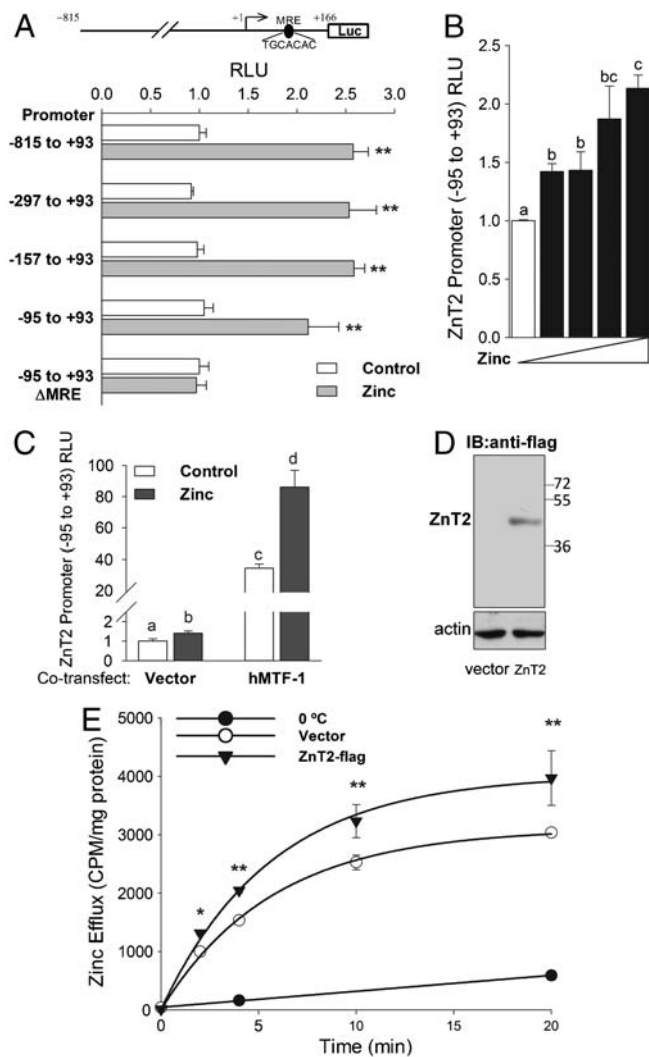 A
-815
+1
MRE
+166
TGCACAC
Luc
RLU
0.0 0.5 1.0 1.5 2.0 2.5 3.0
Promoter
-815 to +93
**
-297 to +93
**
-157 to +93
**
-95 to +93
**
-95 to +93
ΔMRE
Control
Zinc
B
ZnT2 Promoter (-95 to +93) RLU
2.5
2.0
1.5
1.0
0.5
0.0
a
b
b
bc
c
Zinc
C
ZnT2 Promoter (-95 to +93) RLU
100
80
60
40
20
2
1
0
Control
Zinc
a
b
c
d
Co-transfect: Vector hMTF-1
D
IB:anti-flag
ZnT2
72
55
36
actin
vector ZnT2
E
Zinc Efflux (CPM/mg protein)
5000
4000
3000
2000
1000
0
0 ºC
Vector
ZnT2-flag
*
**
**
**
0 5 10 15 20
Time (min)